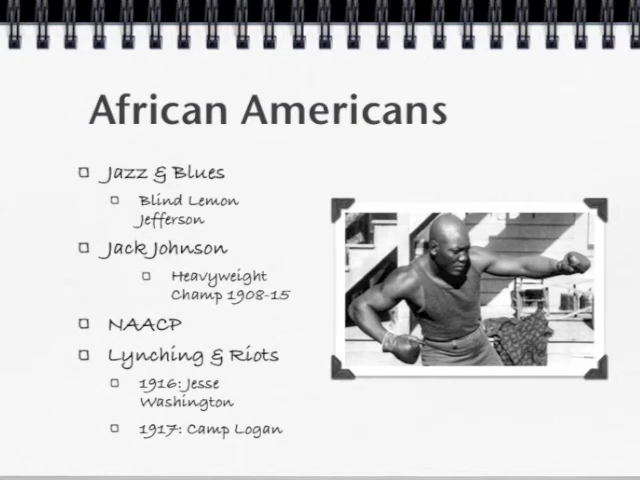 African Americans
Jazz & Blues
Blind Lemon
Jefferson
Jack Johnson
Heavyweight
Champ 1908-15
NAACP
Lynching & Riots
1916: Jesse
Washington
1917: Camp Logan